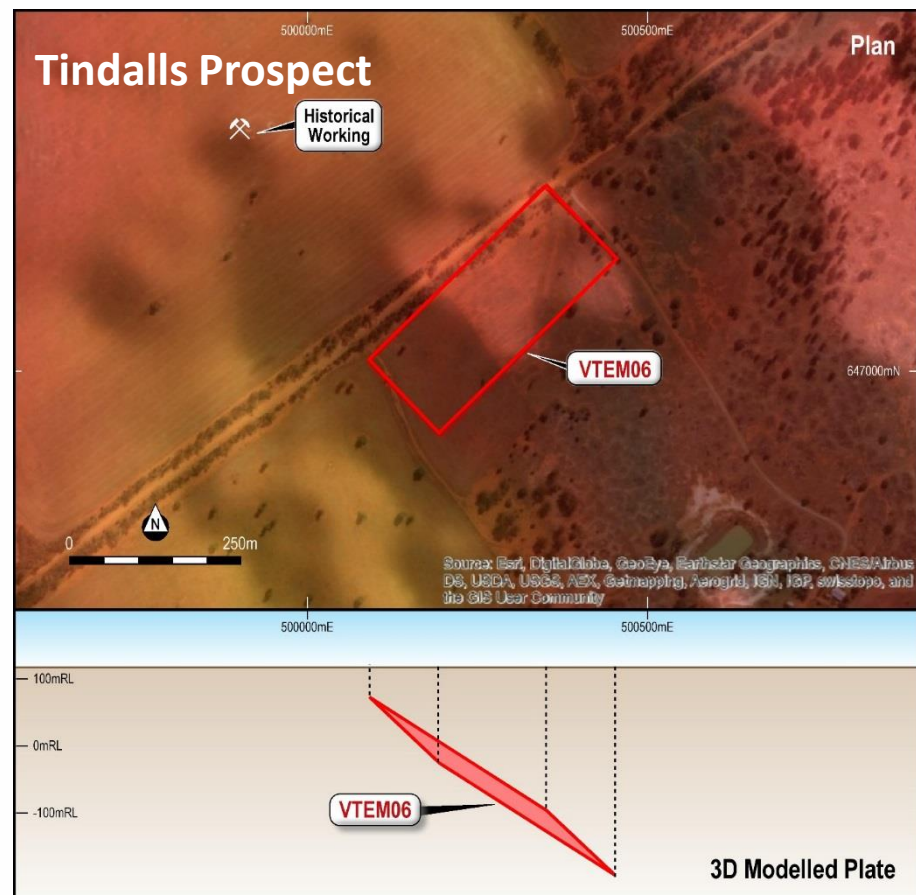 500000mE
500500mE
Tindalls Prospect
Plan
Historical
Working
VTEM06
647000mN
N
0
250m
Source: Esri, DigitalGlobe, GeoEye, Earthstar Geographics, CNES/Airbus
DS, USDA, USGS, AEX, Getmapping, Aerogrid, IGN, IGP, swisstopo, and
the GIS User Community
500000mE
500500mE
100mRL
0mRL
-100mRL
VTEM06
3D Modelled Plate